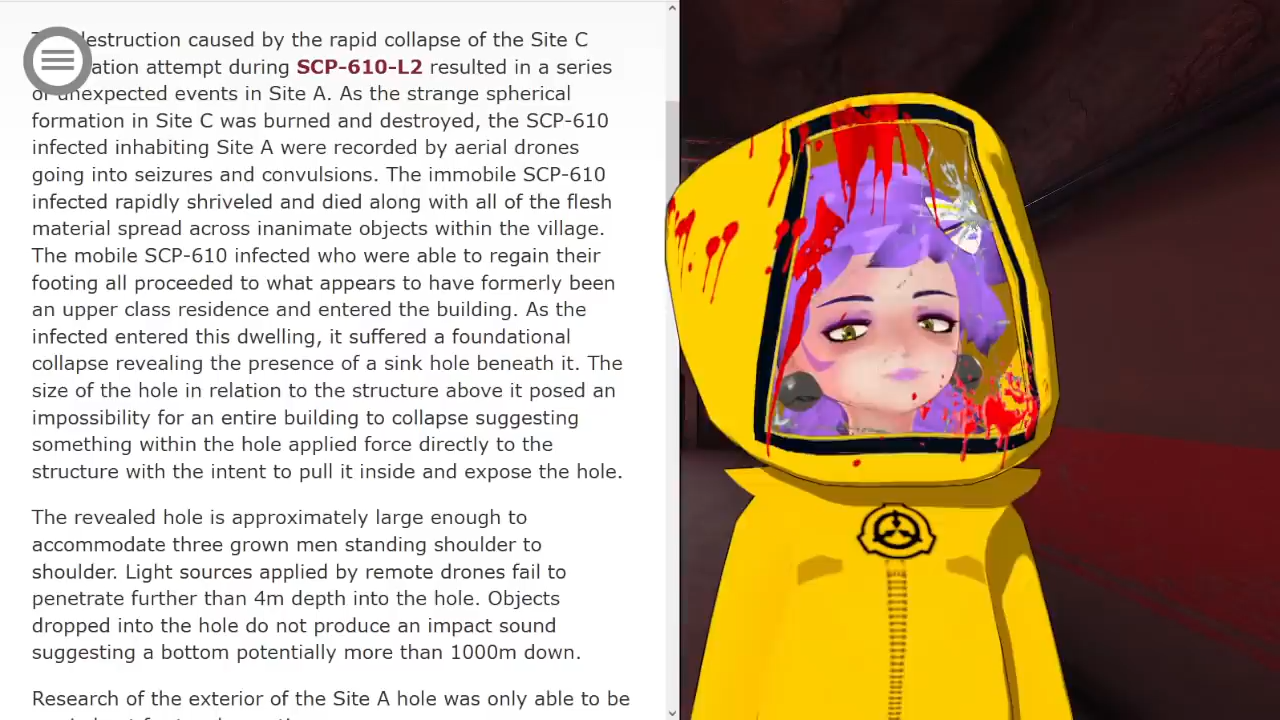 destruction caused by the rapid collapse of the Site C
ation attempt during SCP-610-L2 resulted in a series
of unexpected events in Site A. As the strange spherical
formation in Site C was burned and destroyed, the SCP-610
infected inhabiting Site A were recorded by aerial drones
going into seizures and convulsions. The immobile SCP-610
infected rapidly shriveled and died along with all of the flesh
material spread across inanimate objects within the village.
The mobile SCP-610 infected who were able to regain their
footing all proceeded to what appears to have formerly been
an upper class residence and entered the building. As the
infected entered this dwelling, it suffered a foundational
collapse revealing the presence of a sink hole beneath it. The
size of the hole in relation to the structure above it posed an
impossibility for an entire building to collapse suggesting
something within the hole applied force directly to the
structure with the intent to pull it inside and expose the hole.
The revealed hole is approximately large enough to
accommodate three grown men standing shoulder to
shoulder. Light sources applied by remote drones fail to
penetrate further than 4m depth into the hole. Objects
dropped into the hole do not produce an impact sound
suggesting a bottom potentially more than 1000m down.
Research of the exterior of the Site A hole was only able to be